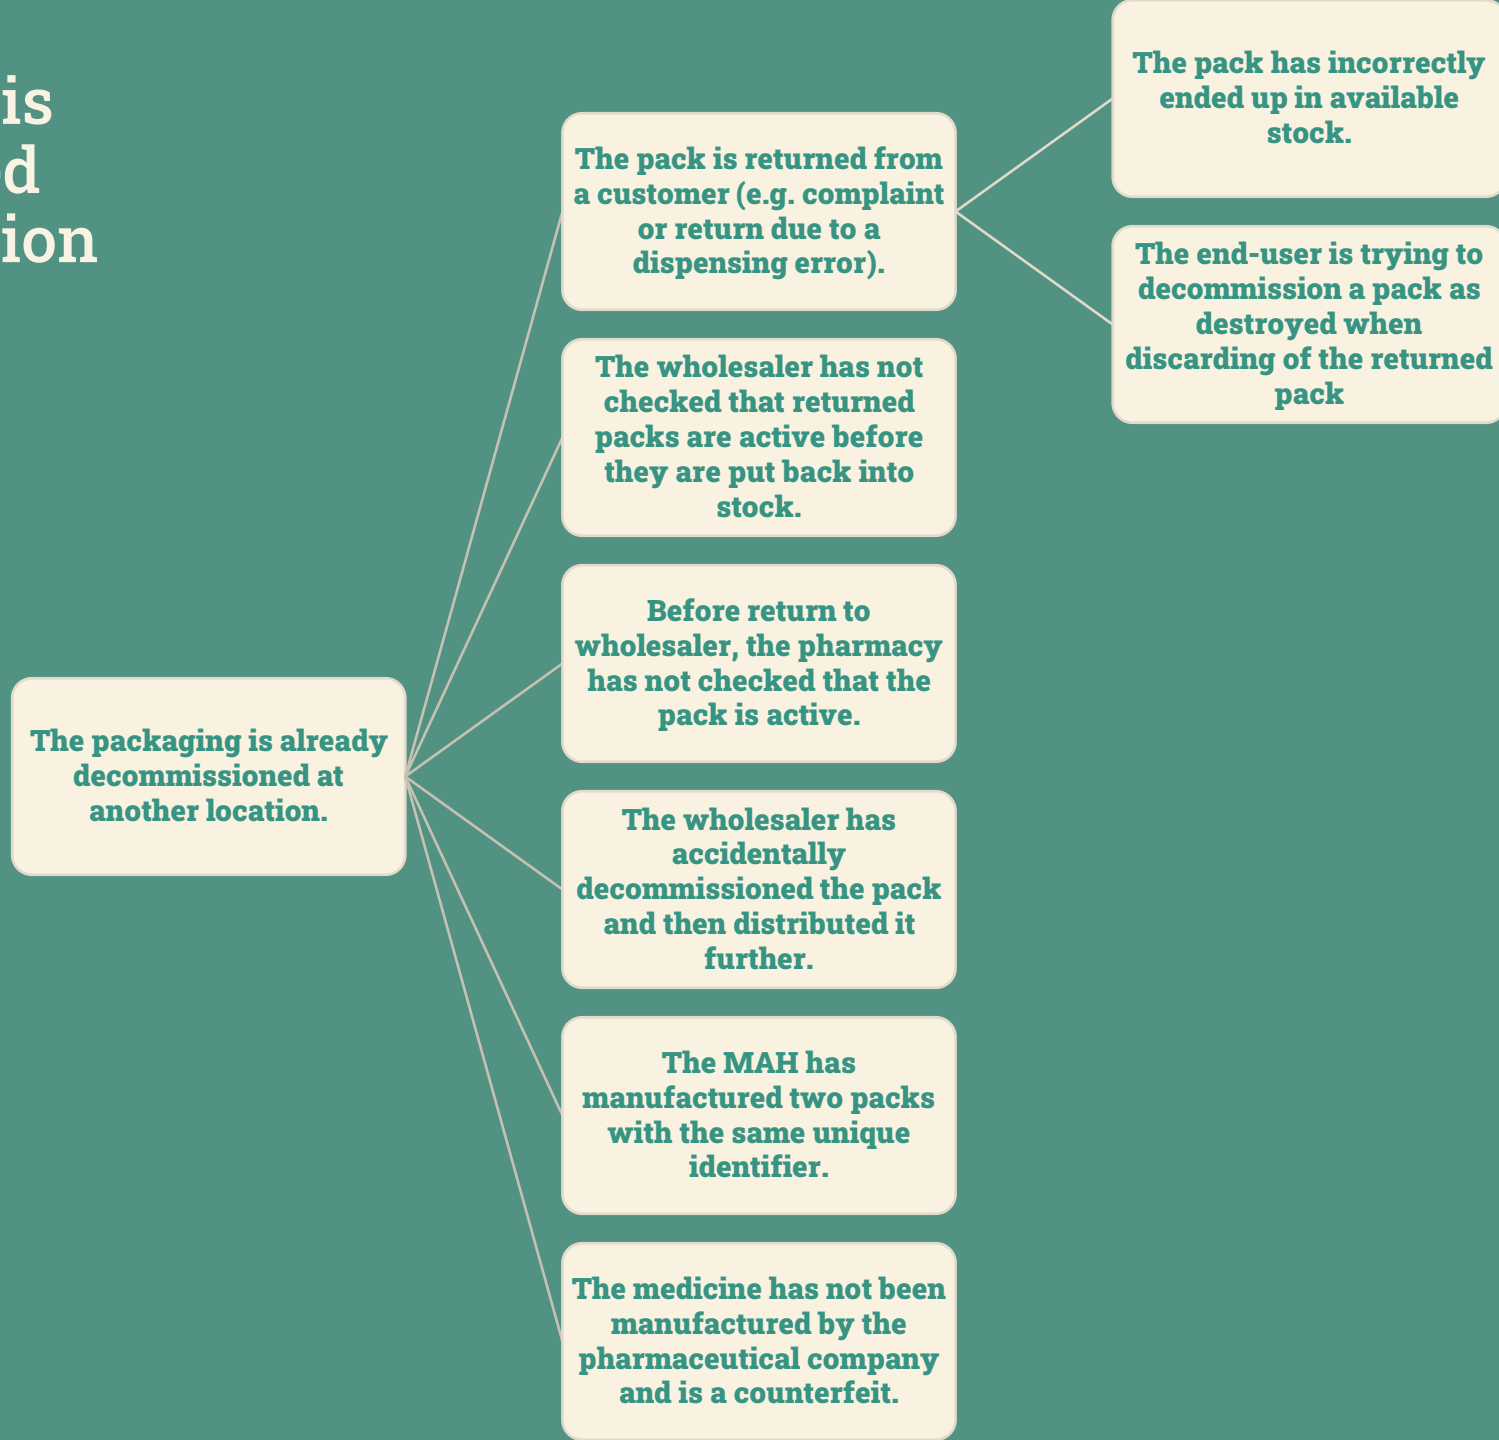 is
d
ion
The packaging is already
decommissioned at
another location.
The pack is returned from
a customer (e.g. complaint
or return due to a
dispensing error).
The wholesaler has not
checked that returned
packs are active before
they are put back into
stock.
Before return to
wholesaler, the pharmacy
has not checked that the
pack is active.
The wholesaler has
accidentally
decommissioned the pack
and then distributed it
further.
The MAH has
manufactured two packs
with the same unique
identifier.
The medicine has not been
manufactured by the
pharmaceutical company
and is a counterfeit.
The pack has incorrectly
ended up in available
stock.
The end-user is trying to
decommission a pack as
destroyed when
discarding of the returned
pack